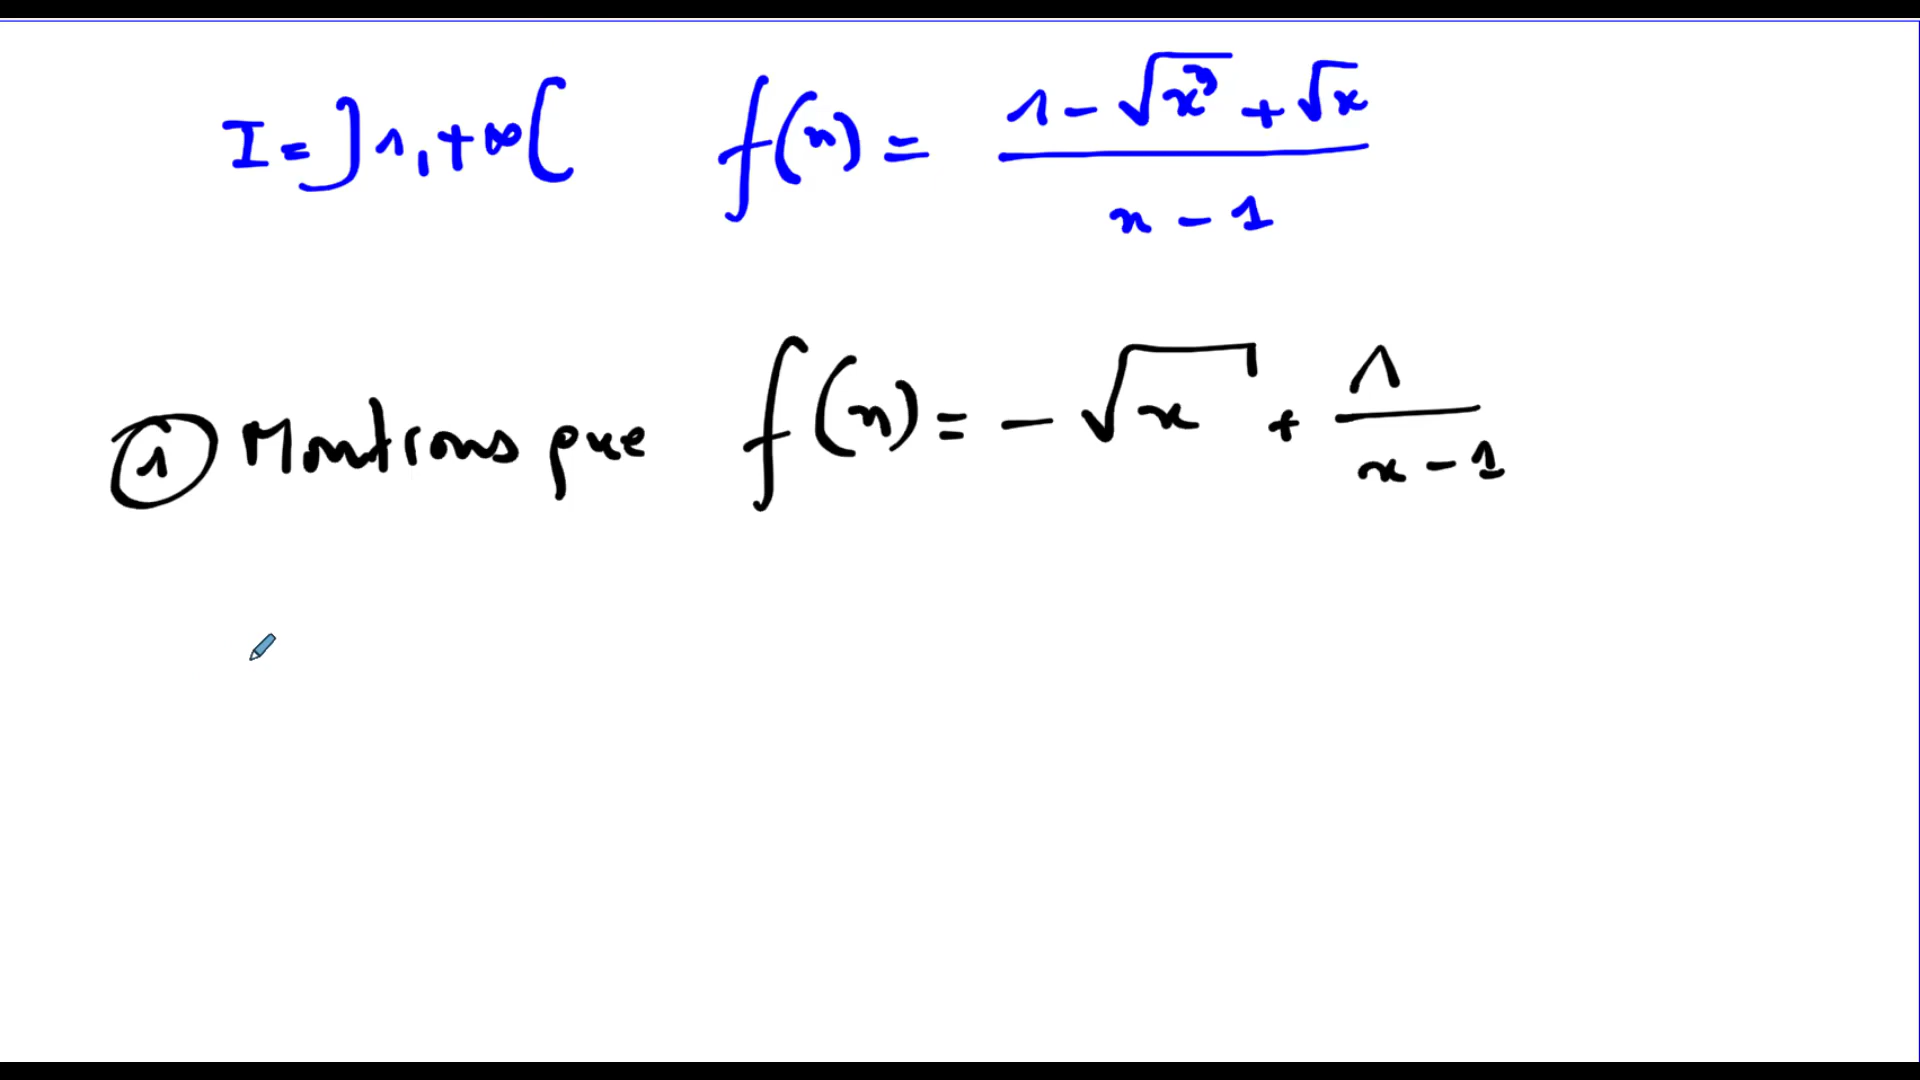 I = ]1, +∞[ f(x) = (1 - √x³ + √x) / (x - 1)
① Montrons que f(x) = - √x + 1 / (x - 1)